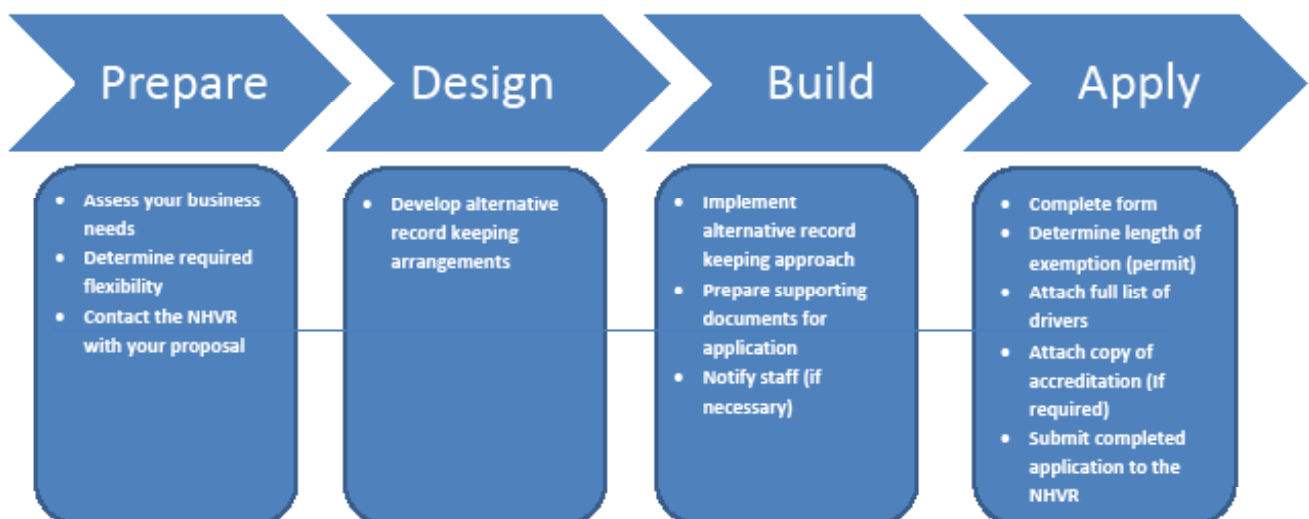 Prepare
Design
Build
Apply
• Assess your business
needs
• Determine required
flexibility
• Contact the NHVR
with your proposal
• Develop alternative
record keeping
arrangements
• Implement
alternative record
keeping approach
• Prepare supporting
documents for
application
• Notify staff (if
necessary)
• Complete form
• Determine length of
exemption (permit)
• Attach full list of
drivers
• Attach copy of
accreditation (If
required)
• Submit completed
application to the
NHVR